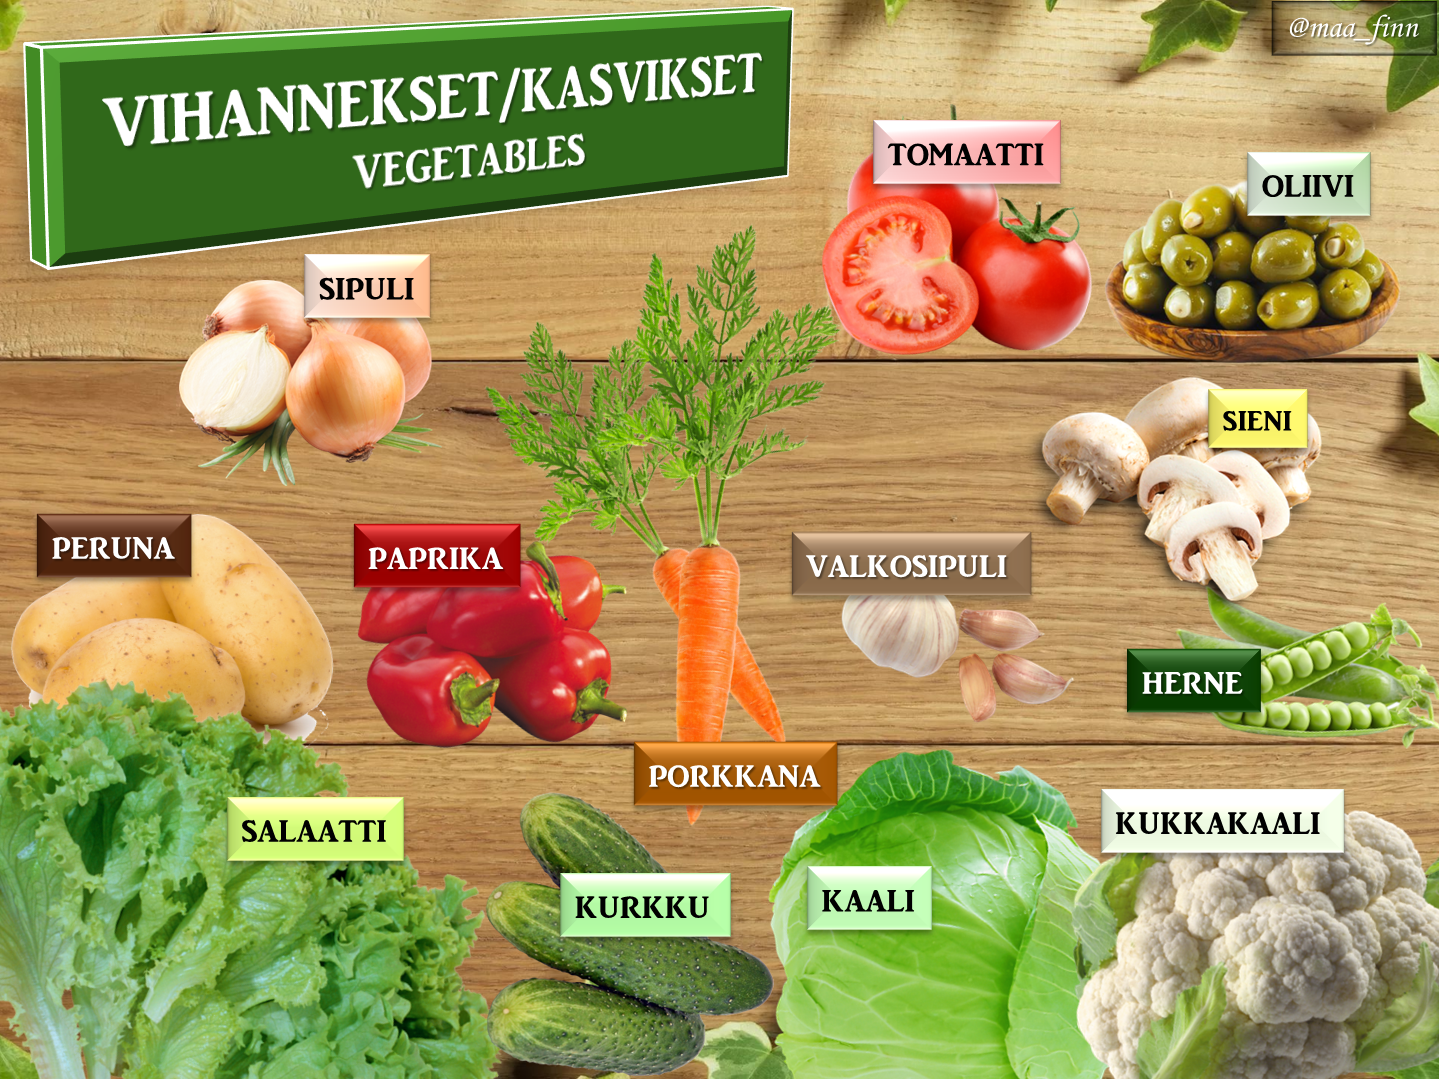 @maa_finn
VIHANNEKSET/KASVIKSET
VEGETABLES
TOMAATTI
OLIIVI
SIPULI
SIENI
PERUNA
PAPRIKA
VALKOSIPULI
HERNE
PORKKANA
SALAATTI
KUKKAKAALI
KURKKU
KAALI